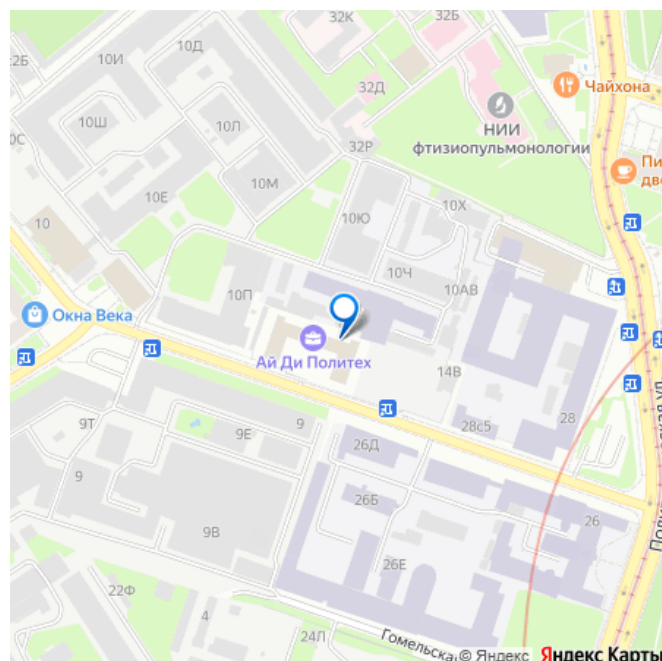 32К
32Б
10Д
10И
32Д
Чайхона
10Ш
10Л
НИИ
фтизиопульмонологии
32Р
10М
10Е
10Х
10Ю
10
10Ч
10АВ
10П
Окна Века
Ай Ди Политех
14В
28
28с5
9Т
9Е
9
26Д
9
26Б
26
9В
26Е
22Ф
4
24Л
Гомельска
© Яндекс
Яндекс Карты